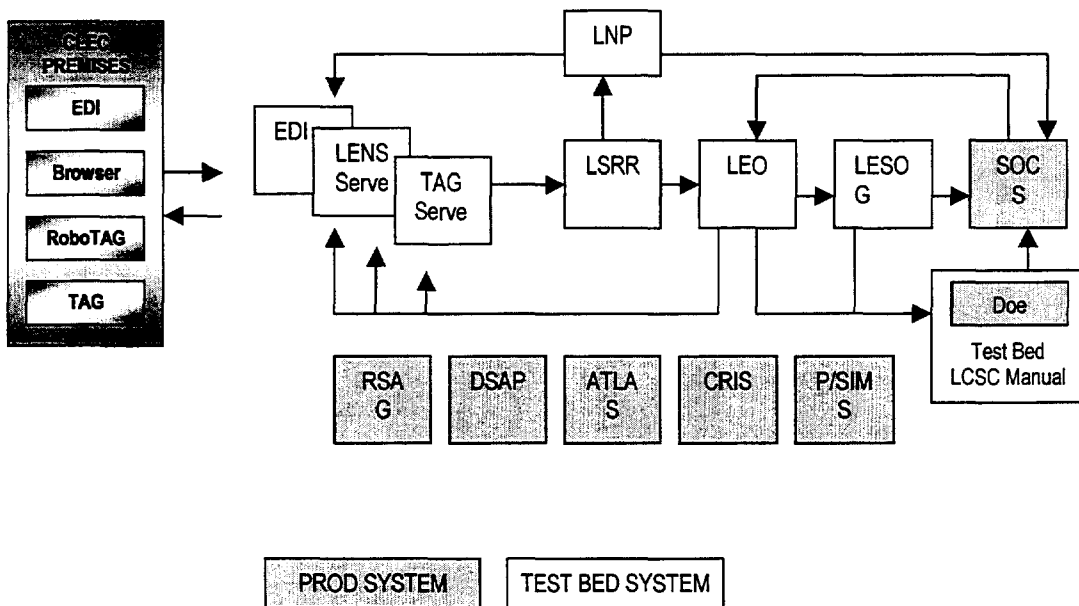 CLEC
PREMISES
EDI
Browser
RoboTAG
TAG
LNP
EDI
LENS
Serve
TAG
Serve
LSRR
LEO
LESO
G
SOC
S
Doe
Test Bed
LCSC Manual
RSA
G
DSAP
ATLA
S
CRIS
P/SIM
S
PROD SYSTEM
TEST BED SYSTEM